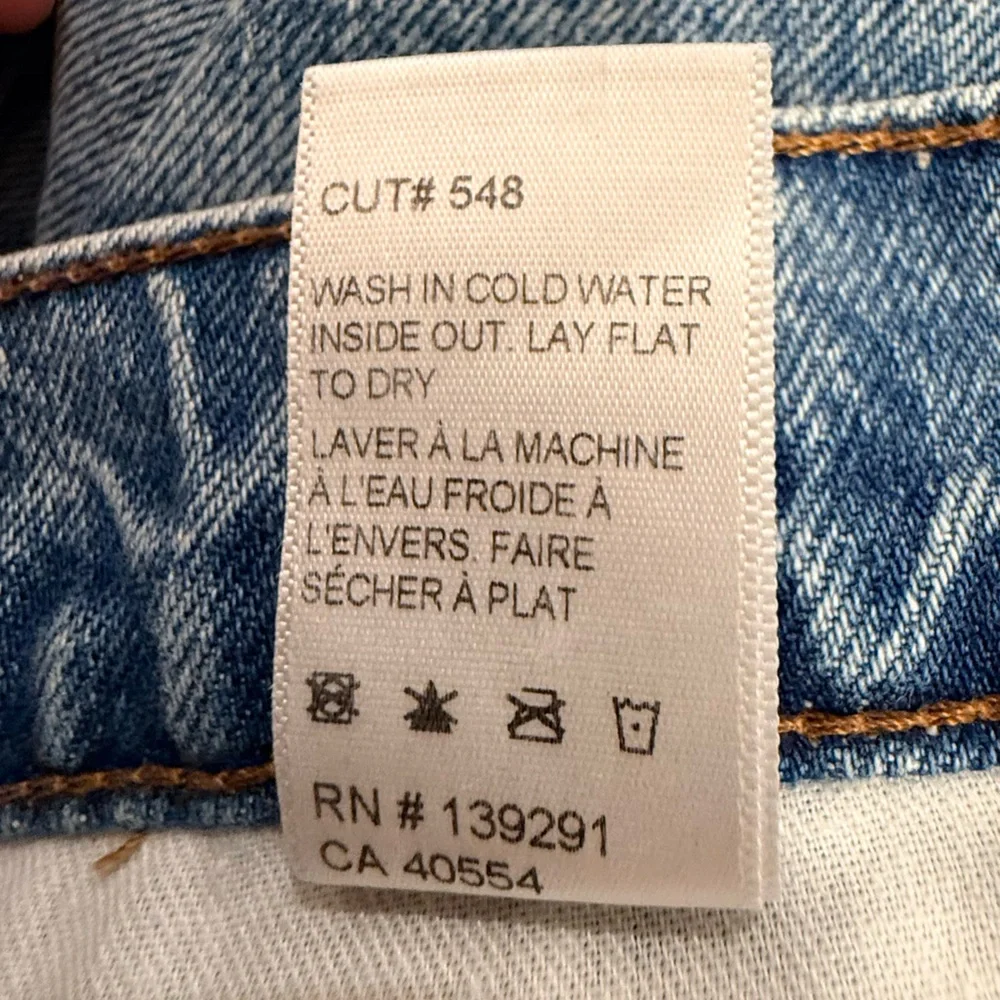 CUT# 548
WASH IN COLD WATER
INSIDE OUT. LAY FLAT
TO DRY
LAVER À LA MACHINE
À L'EAU FROIDE À
L'ENVERS. FAIRE
SÉCHER À PLAT
RN # 139291
CA 40554